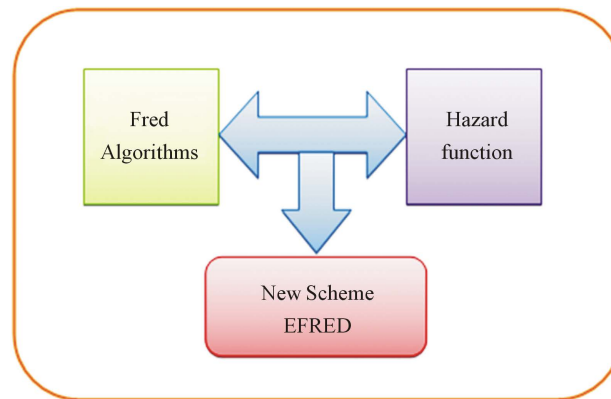 Fred
Algorithms
Hazard
function
New Scheme
EFRED